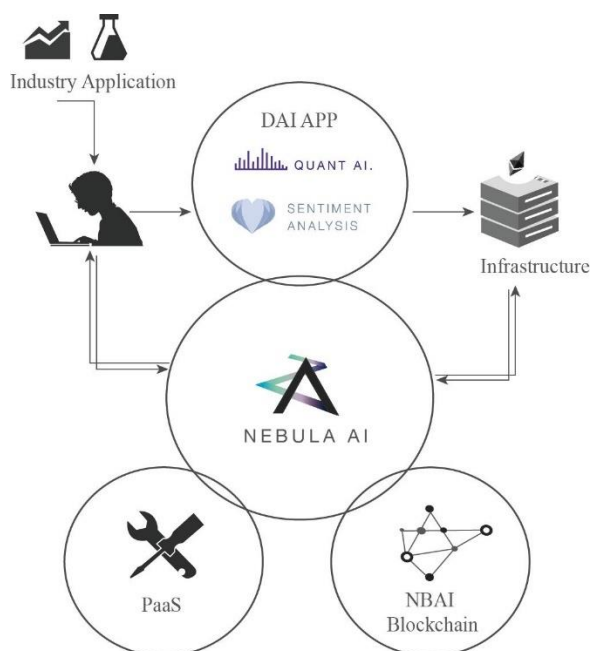 Industry Application
DAI APP
QUANT AI.
SENTIMENT
ANALYSIS
Infrastructure
NEBULA AI
PaaS
NBAI
Blockchain